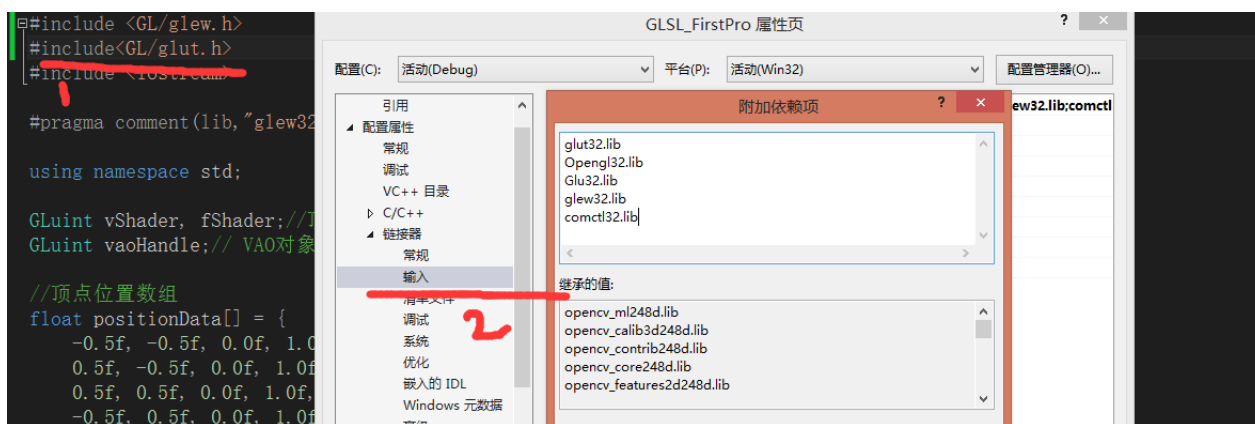 #include <GL/glew.h>
#include<GL/glut.h>
#include <iostream>
1
#pragma comment(lib,"glew32
using namespace std;
GLuint vShader, fShader;//
GLuint vaoHandle;// VAO对象
//顶点位置数组
float positionData[] = {
-0.5f, -0.5f, 0.0f, 1.0
0.5f, -0.5f, 0.0f, 1.0f
0.5f, 0.5f, 0.0f, 1.0f,
-0.5f, 0.5f, 0.0f, 1.0f
GLSL_FirstPro 属性页
? ×
配置(C):
活动(Debug)
平台(P):
活动(Win32)
配置管理器(O)...
引用
配置属性
常规
调试
VC++ 目录
C/C++
链接器
常规
输入
清单文件
调试
系统
优化
嵌入的 IDL
Windows 元数据
2
附加依赖项
? ×
glut32.lib
Opengl32.lib
Glu32.lib
glew32.lib
comctl32.lib
继承的值:
opencv_ml248d.lib
opencv_calib3d248d.lib
opencv_contrib248d.lib
opencv_core248d.lib
opencv_features2d248d.lib
ew32.lib;comctl